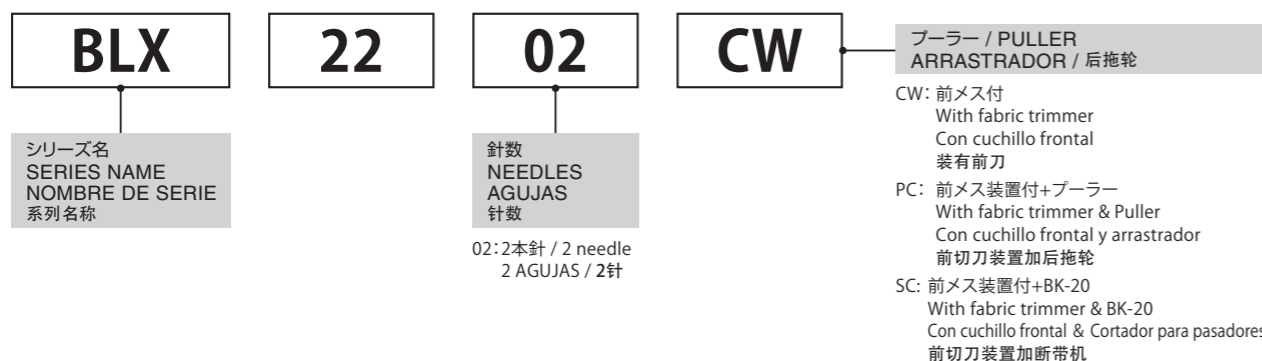 BLX 22 02 CW
シリーズ名
SERIES NAME
NOMBRE DE SERIE
系列名称
針数
NEEDLES
AGUJAS
针数
02:2本針 / 2 needle
2 AGUJAS / 2针
プーラー / PULLER
ARRASTRADOR / 后拖轮
CW: 前メス付
With fabric trimmer
Con cuchillo frontal
装有前刀
PC: 前メス装置付+プーラー
With fabric trimmer & Puller
Con cuchillo frontal y arrastrador
前切刀装置加后拖轮
SC: 前メス装置付+BK-20
With fabric trimmer & BK-20
Con cuchillo frontal & Cortador para pasadores
前切刀装置加断带机